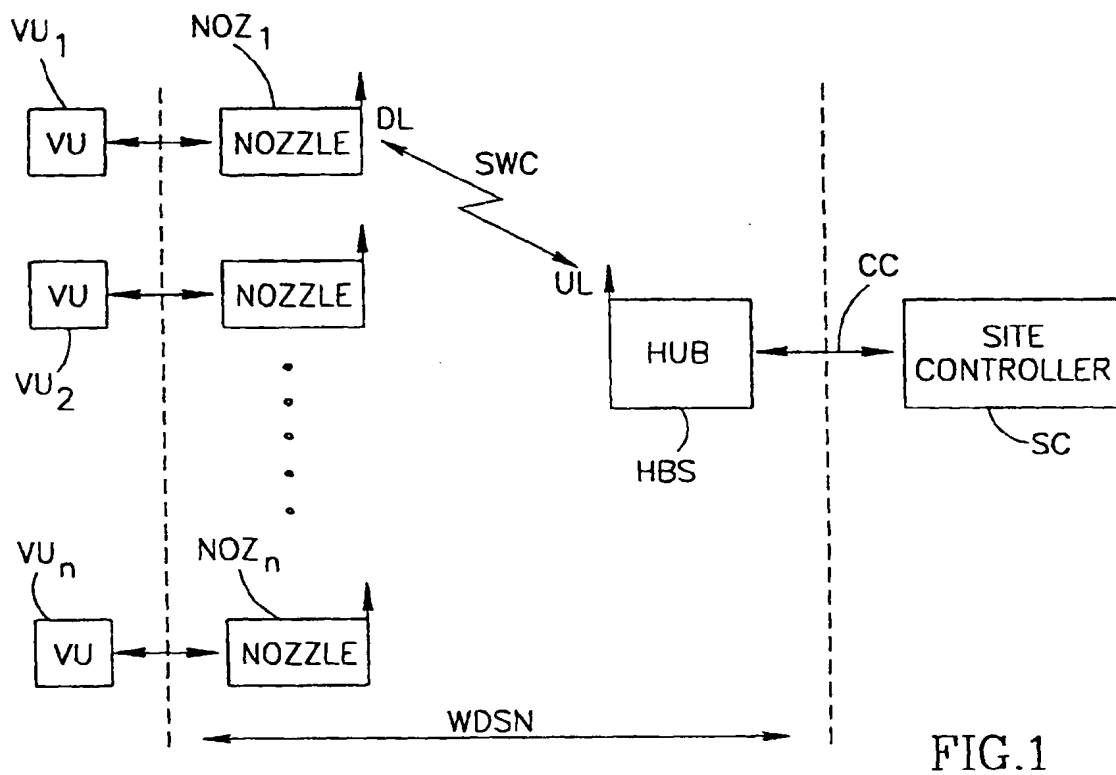 VU₁
NOZ₁
VU
NOZZLE
DL
SWC
VU
NOZZLE
UL
CC
VU₂
HUB
SITE
CONTROLLER
HBS
SC
VUₙ
NOZₙ
VU
NOZZLE
WDSN
FIG.1